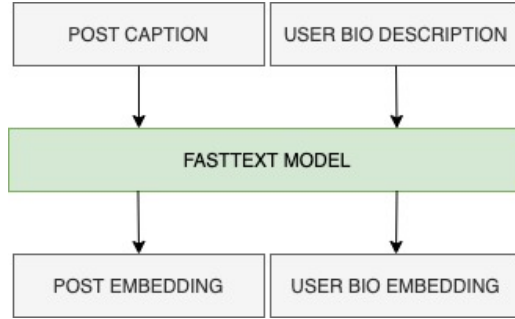 POST CAPTION
USER BIO DESCRIPTION
FASTTEXT MODEL
POST EMBEDDING
USER BIO EMBEDDING